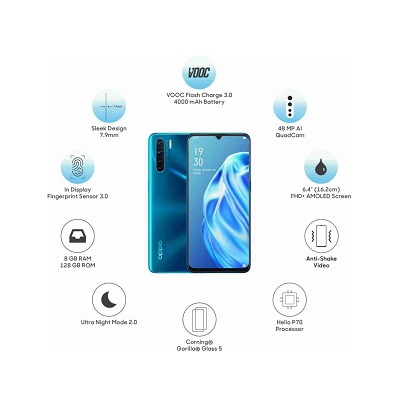 VOOC
VOOC Flash Charge 3.0
4000 mAh Battery
Sleek Design
7.9mm
48 MP AI
QuadCam
In Display
Fingerprint Sensor 3.0
6.4" (16.2cm)
FHD+ AMOLED Screen
19
30
oppo
8 GB RAM
128 GB ROM
Anti-Shake
Video
Ultra Night Mode 2.0
Helio P70
Processor
Corning®
Gorilla® Glass 5